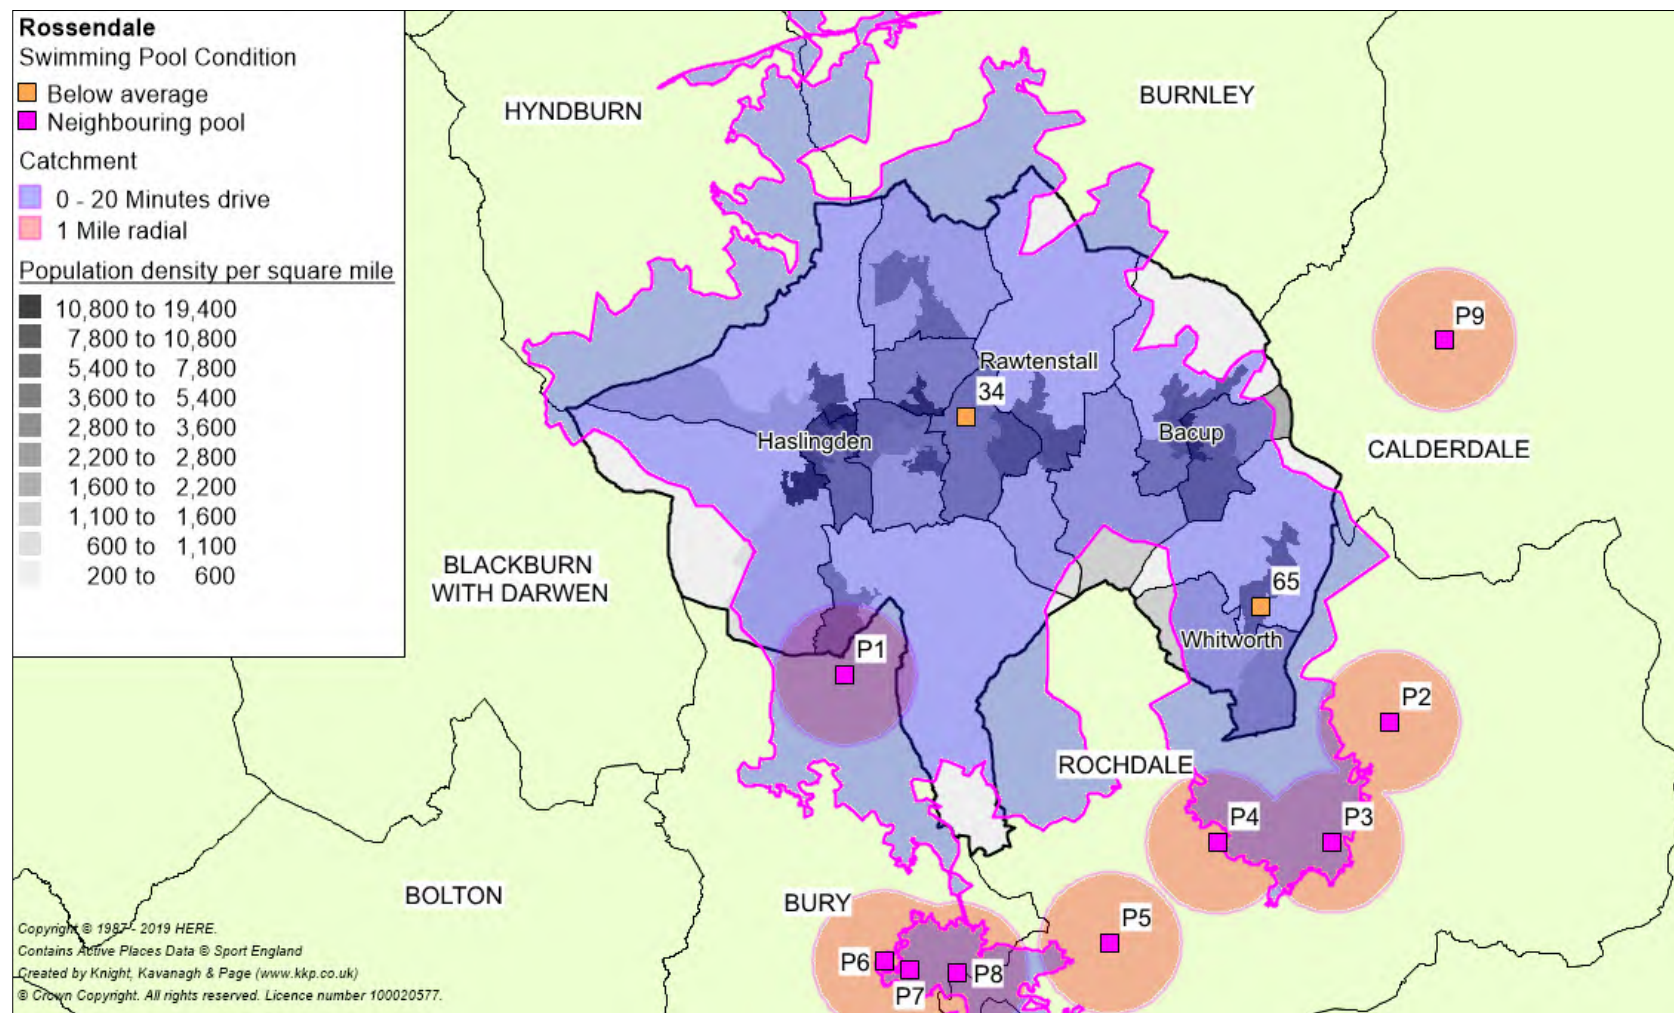 Rossendale
Swimming Pool Condition
Below average
Neighbouring pool
Catchment
0 - 20 Minutes drive
1 Mile radial
Population density per square mile
10,800 to 19,400
7,800 to 10,800
5,400 to 7,800
3,600 to 5,400
2,800 to 3,600
2,200 to 2,800
1,600 to 2,200
1,100 to 1,600
600 to 1,100
200 to 600
HYNDBURN
BURNLEY
P9
Rawtenstall
34
Haslingden
Bacup
CALDERDALE
BLACKBURN
WITH DARWEN
65
Whitworth
P1
P2
ROCHDALE
P4
P3
BOLTON
BURY
P5
P6
P7
P8
Copyright © 1987 - 2019 HERE.
Contains Active Places Data © Sport England
Created by Knight, Kavanagh & Page (www.kkp.co.uk)
© Crown Copyright. All rights reserved. Licence number 100020577.